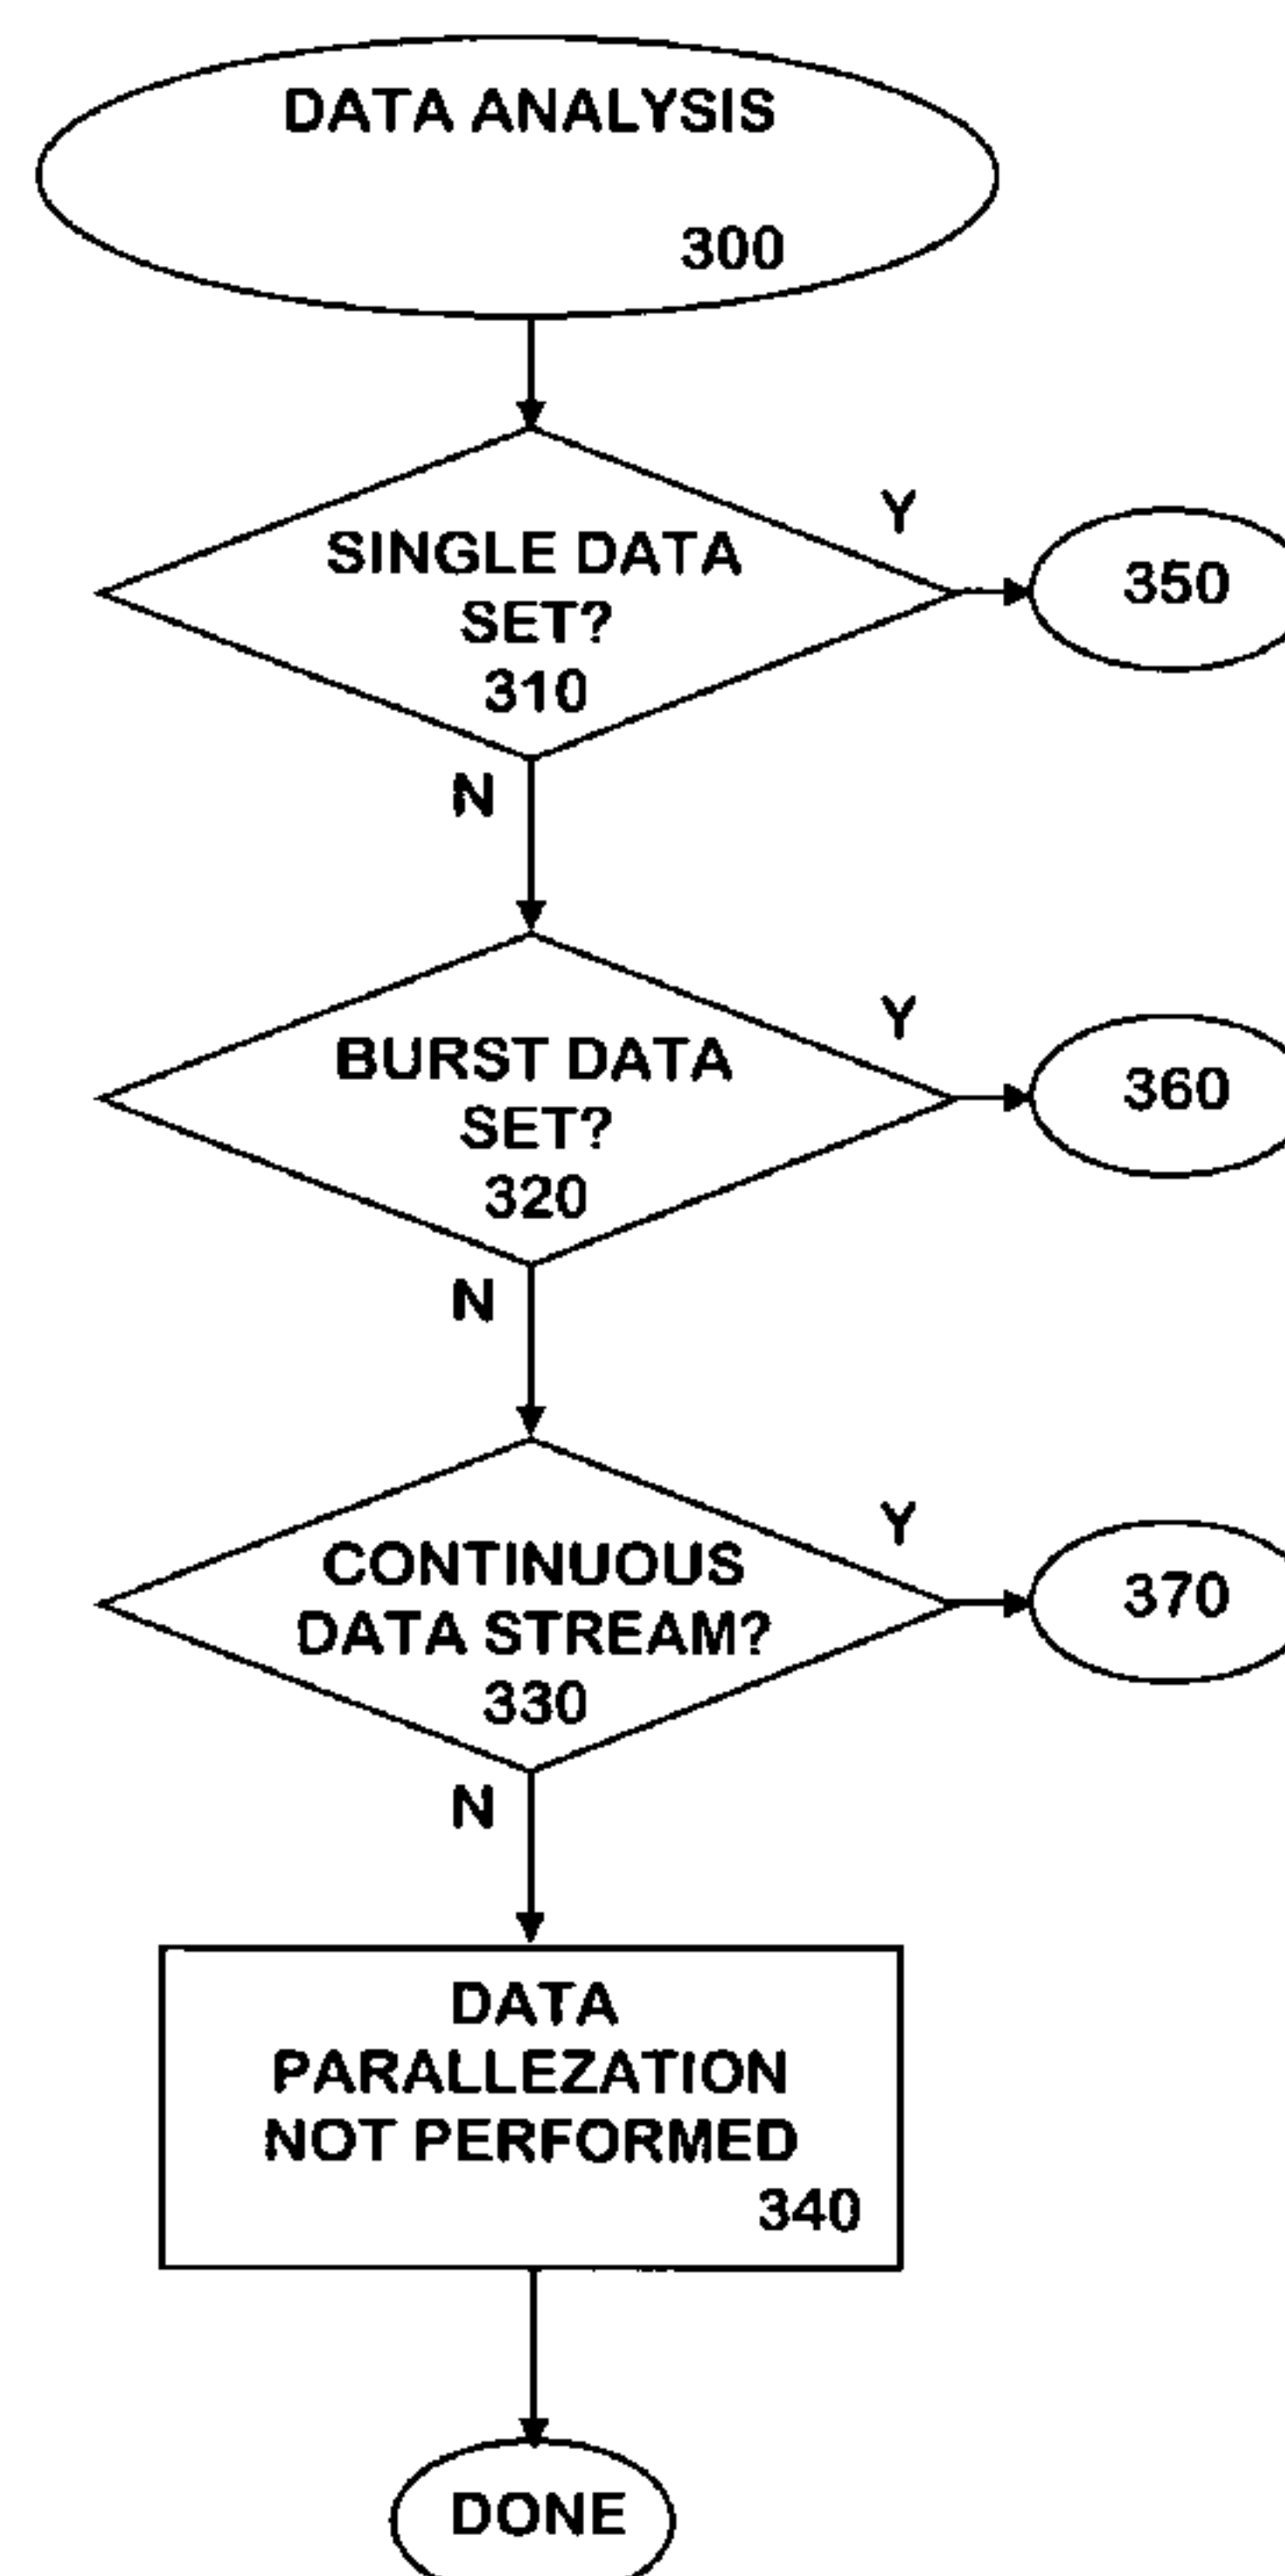 DATA ANALYSIS
300
Y
SINGLE DATA
SET?
310
350
N
Y
BURST DATA
SET?
320
360
N
Y
CONTINUOUS
DATA STREAM?
330
370
N
DATA
PARALLEZATION
NOT PERFORMED
340
DONE